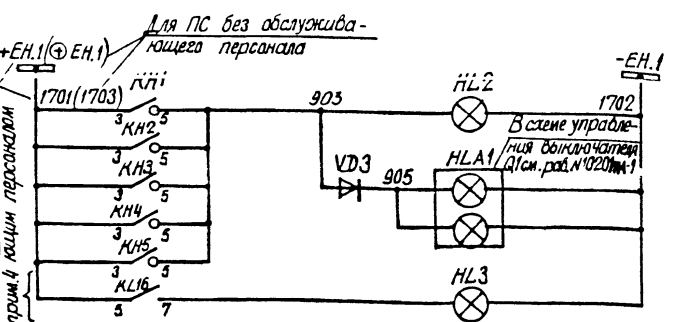 Для ПС без обслужива-
ющего персонала
+ЕН.1 (⊕ ЕН.1)
-ЕН.1
1701(1703)
КН1
3 5
КН2
3 5
КН3
3 5
КН4
3 5
КН5
3 5
KL16
5 7
903
HL2
1702
В схеме управле-
ния выключателя
Q1 см. раб. №10201тм-1
VD3
905
HLA1
HL3
прим.4 ющим персоналом